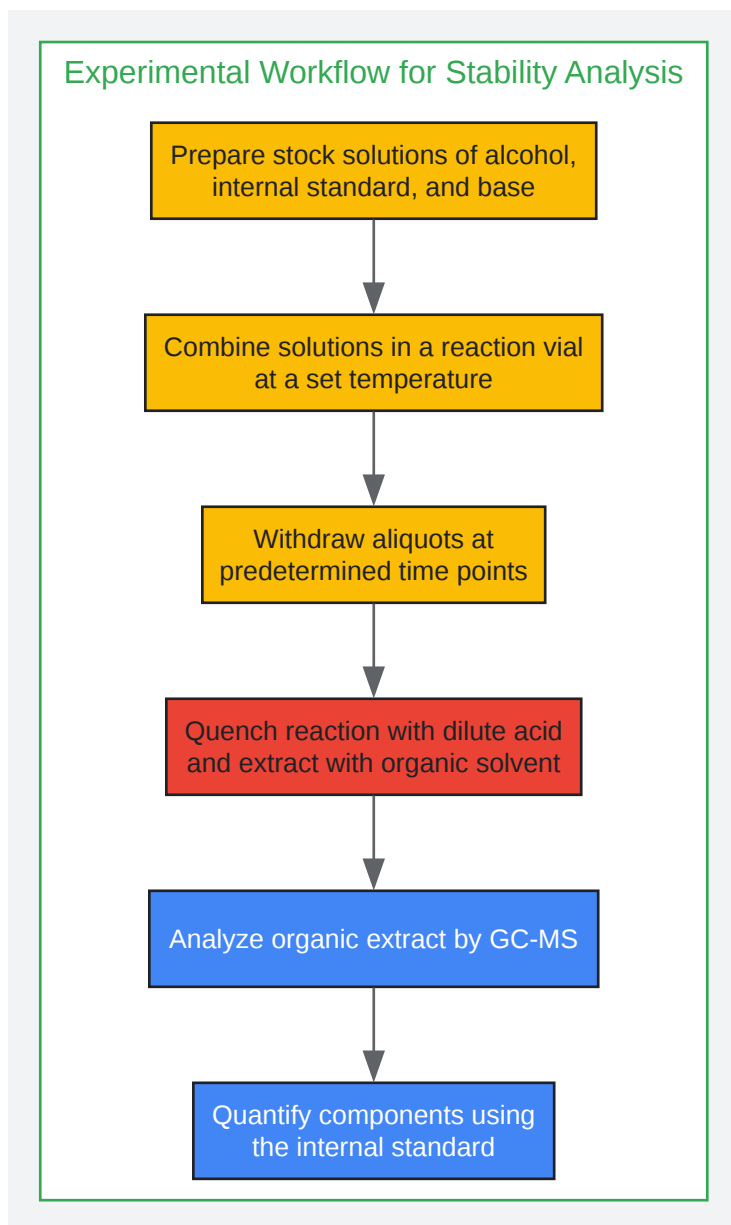 Experimental Workflow for Stability Analysis
Prepare stock solutions of alcohol,
internal standard, and base
Combine solutions in a reaction vial
at a set temperature
Withdraw aliquots at
predetermined time points
Quench reaction with dilute acid
and extract with organic solvent
Analyze organic extract by GC-MS
Quantify components using
the internal standard